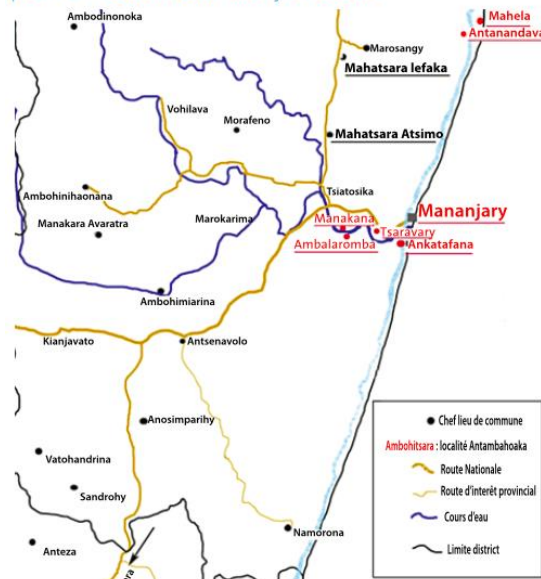 Ambodinonoka
Mahela
Antanandava
Marosangy
Mahatsara Iefaka
Vohilava
Morafeno
Mahatsara Atsimo
Ambohinihaonana
Tsiatosika
Manakara Avaratra
Marokarima
Manakana
Mananjary
Tsaravary
Ambalaromba
Ankatafana
Ambohimiarina
Kianjavato
Antsenavolo
Anosimparihy
Vatohandrina
Sandrohy
Anteza
Namorona
Chef lieu de commune
Ambohitsara : localité Antambahoaka
Route Nationale
Route d'interêt provincial
Cours d'eau
Limite district